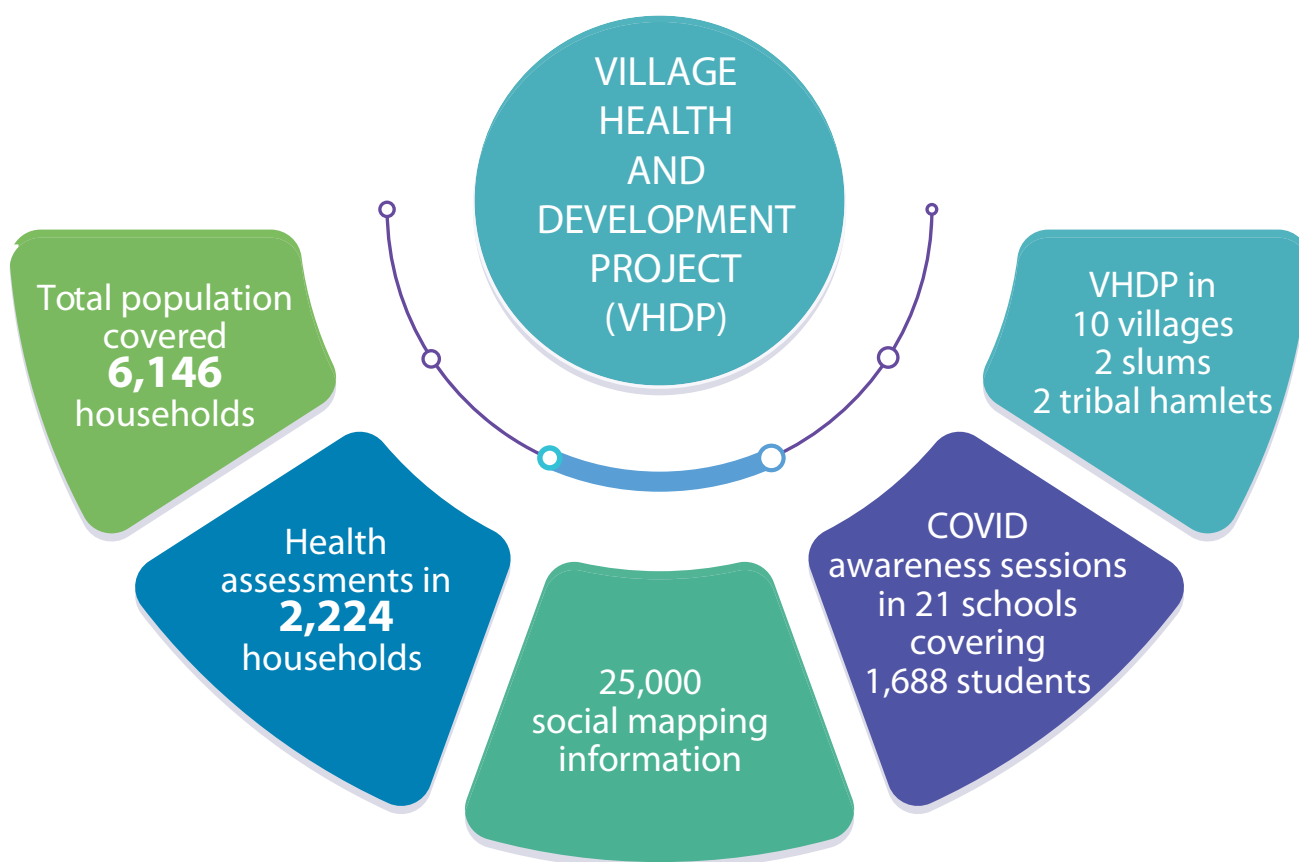 VILLAGE
HEALTH
AND
DEVELOPMENT
PROJECT
(VHDP)
Total population
covered
6,146
households
Health
assessments in
2,224
households
25,000
social mapping
information
COVID
awareness sessions
in 21 schools
covering
1,688 students
VHDP in
10 villages
2 slums
2 tribal hamlets